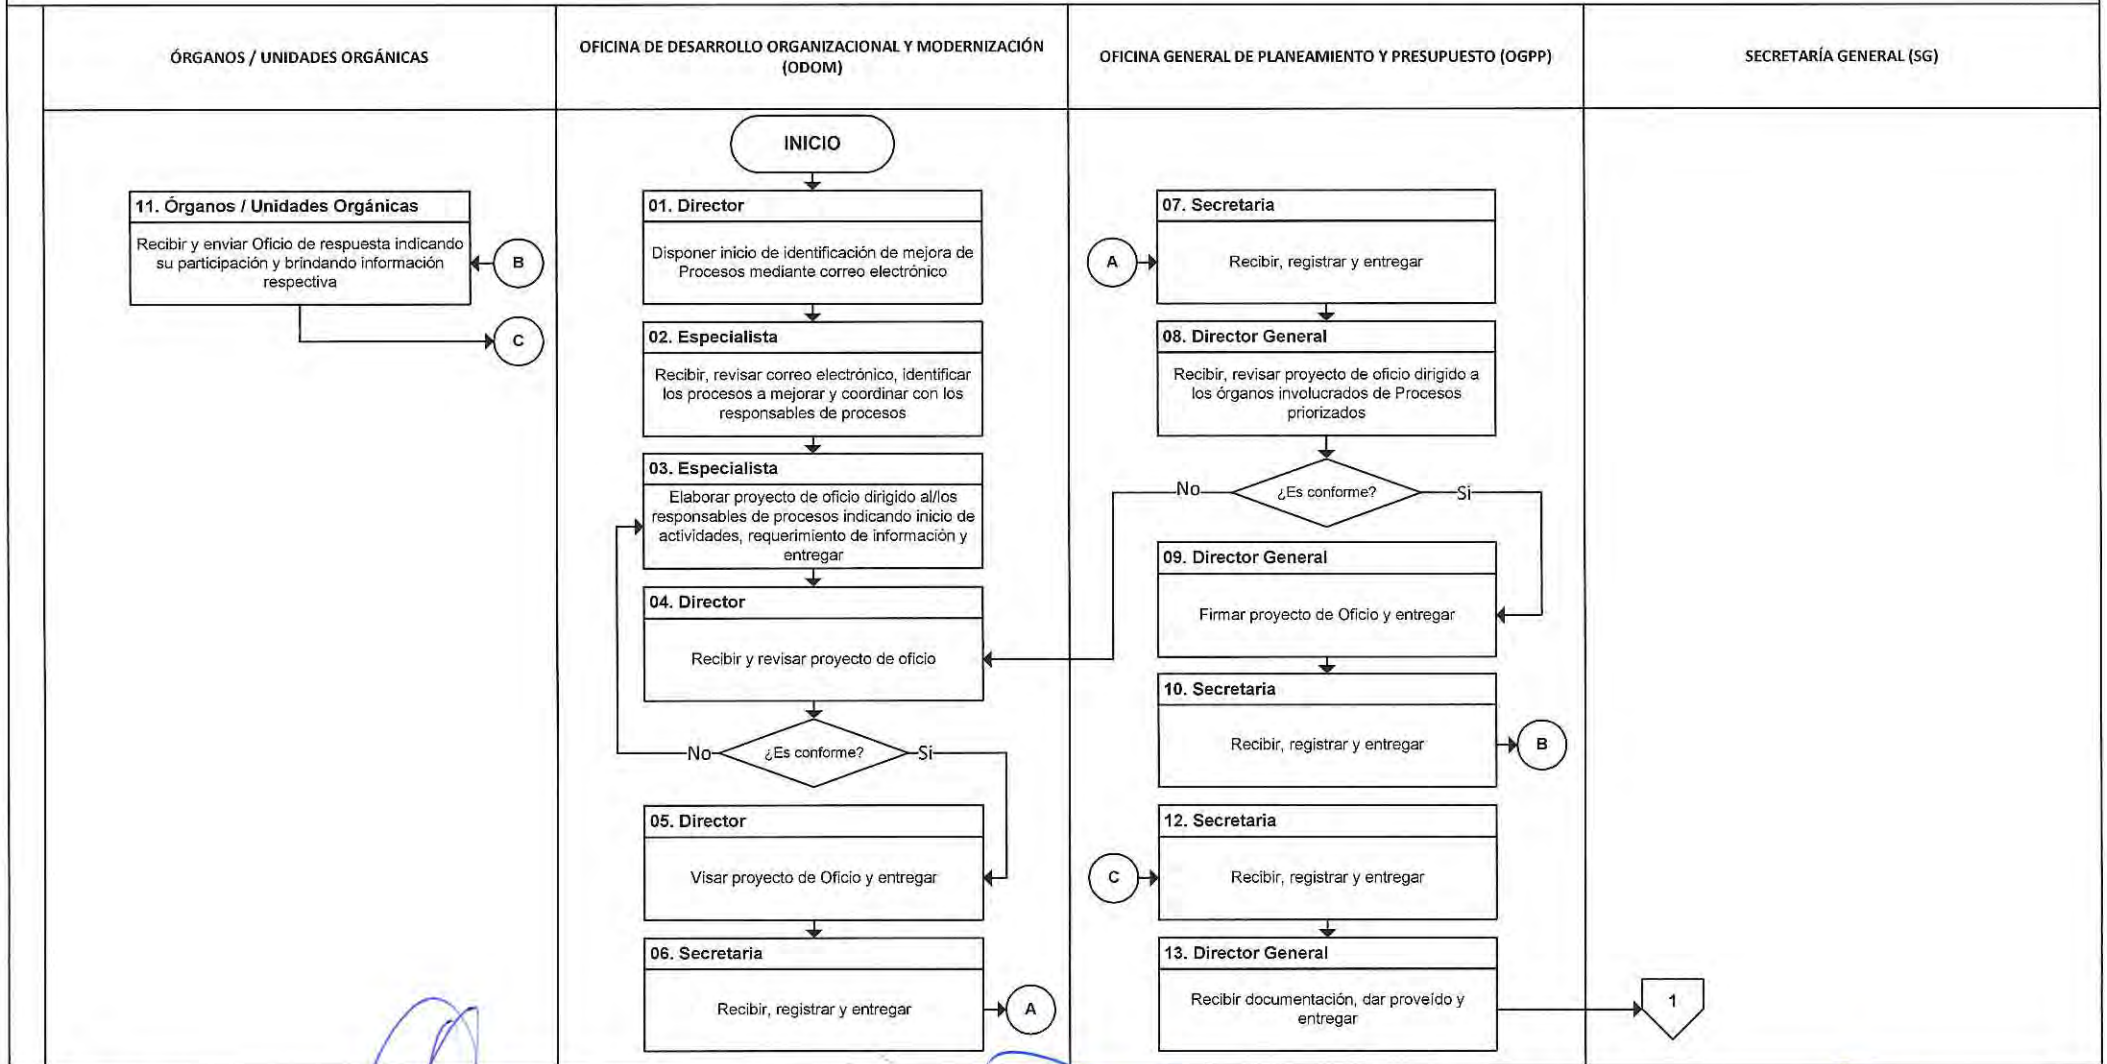 ÓRGANOS / UNIDADES ORGÁNICAS
OFICINA DE DESARROLLO ORGANIZACIONAL Y MODERNIZACIÓN
(ODOM)
OFICINA GENERAL DE PLANEAMIENTO Y PRESUPUESTO (OGPP)
SECRETARÍA GENERAL (SG)
11. Órganos / Unidades Orgánicas
Recibir y enviar Oficio de respuesta indicando
su participación y brindando información
respectiva
B
C
INICIO
01. Director
Disponer inicio de identificación de mejora de
Procesos mediante correo electrónico
02. Especialista
Recibir, revisar correo electrónico, identificar
los procesos a mejorar y coordinar con los
responsables de procesos
03. Especialista
Elaborar proyecto de oficio dirigido al/los
responsables de procesos indicando inicio de
actividades, requerimiento de información y
entregar
04. Director
Recibir y revisar proyecto de oficio
No
¿Es conforme?
Si
05. Director
Visar proyecto de Oficio y entregar
06. Secretaria
Recibir, registrar y entregar
A
07. Secretaria
A
Recibir, registrar y entregar
08. Director General
Recibir, revisar proyecto de oficio dirigido a
los órganos involucrados de Procesos
priorizados
No
¿Es conforme?
Si
09. Director General
Firmar proyecto de Oficio y entregar
10. Secretaria
Recibir, registrar y entregar
B
12. Secretaria
C
Recibir, registrar y entregar
13. Director General
Recibir documentación, dar proveído y
entregar
1